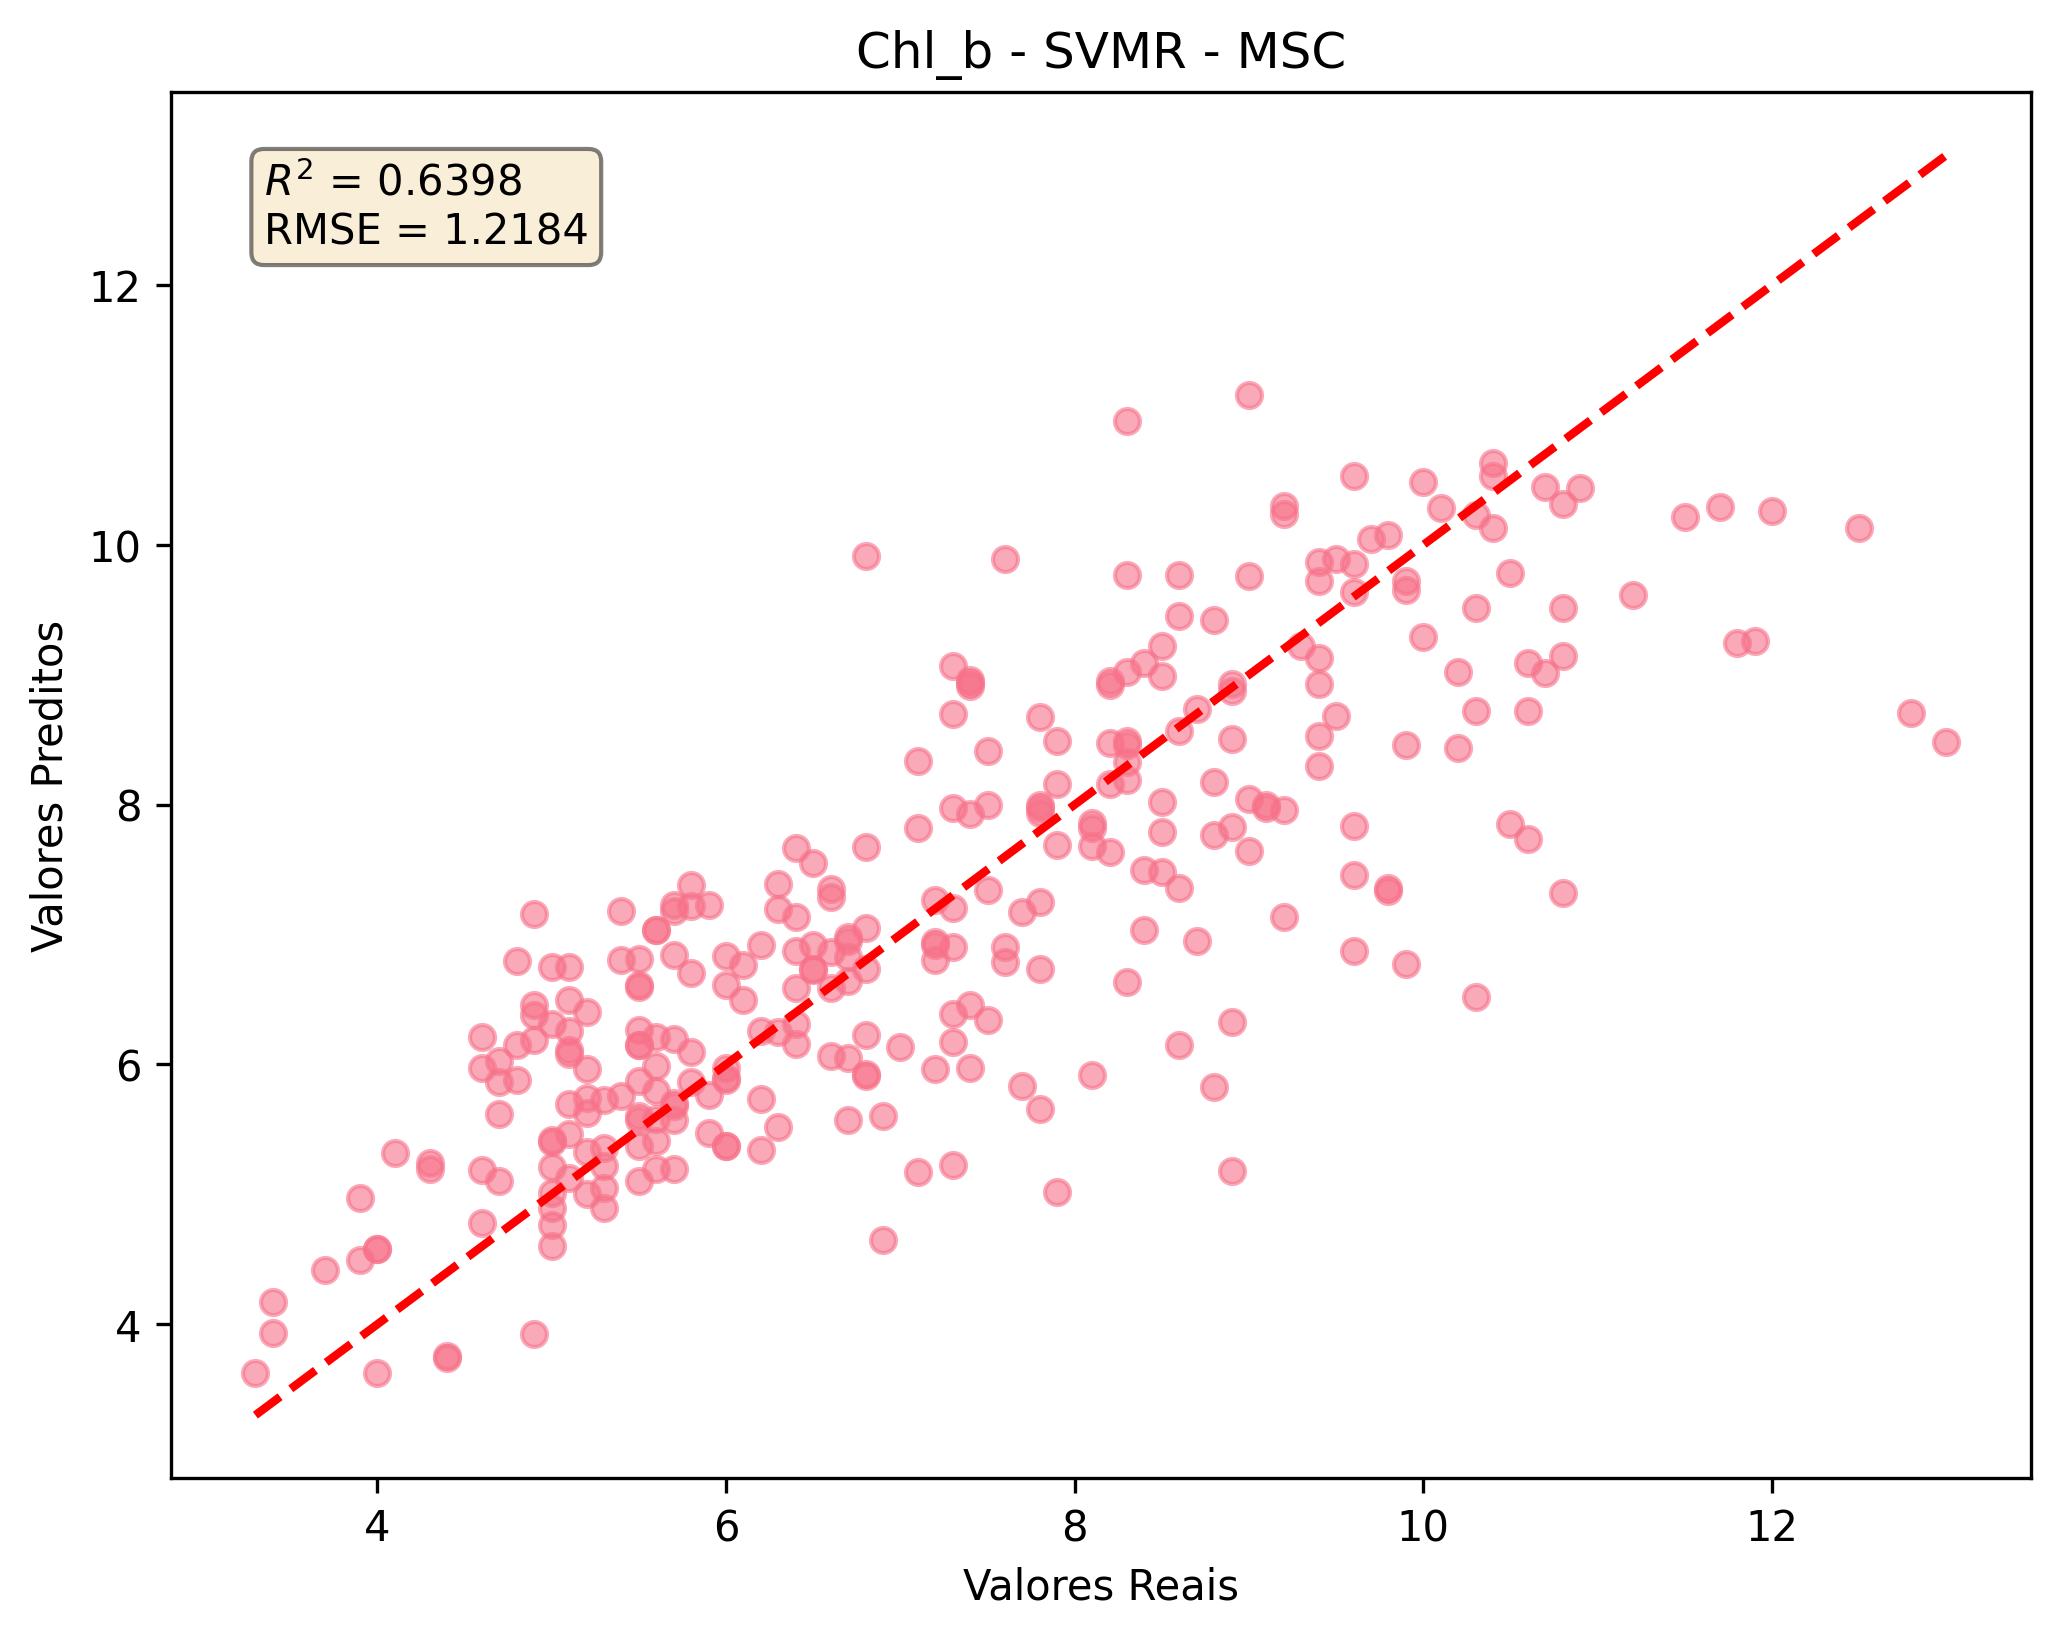 Chl_b - SVMR - MSC
R² = 0.6398
RMSE = 1.2184
12
10
8
6
4
Valores Preditos
4 6 8 10 12
Valores Reais